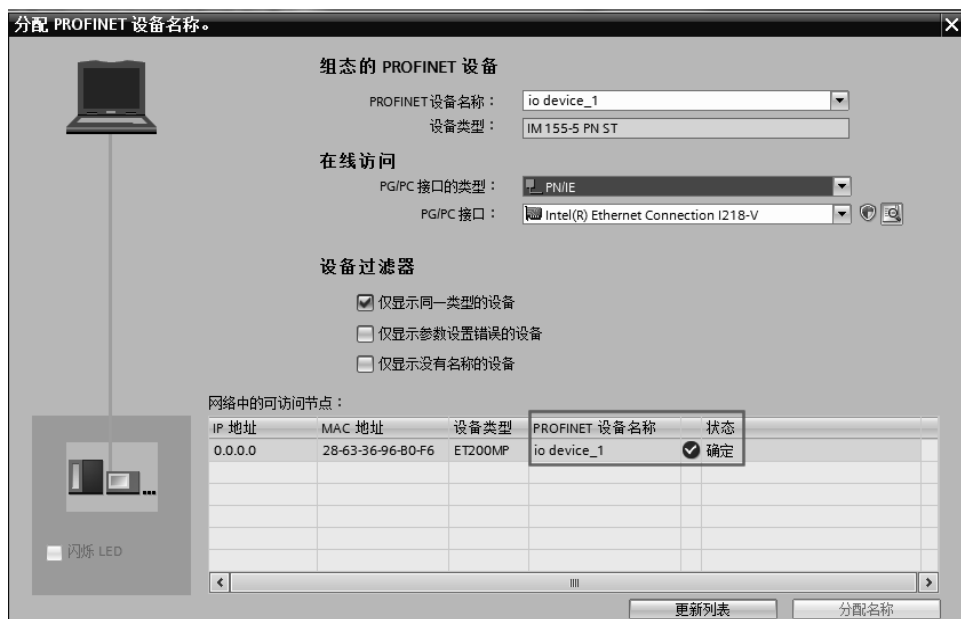 分配 PROFINET 设备名称。
组态的 PROFINET 设备
PROFINET设备名称： io device_1
设备类型： IM 155-5 PN ST
在线访问
PG/PC 接口的类型： PN/IE
PG/PC 接口： Intel(R) Ethernet Connection I218-V
设备过滤器
仅显示同一类型的设备
仅显示参数设置错误的设备
仅显示没有名称的设备
网络中的可访问节点：
IP 地址 MAC 地址 设备类型 PROFINET 设备名称 状态
0.0.0.0 28-63-36-96-B0-F6 ET200MP io device_1 确定
闪烁 LED
更新列表 分配名称